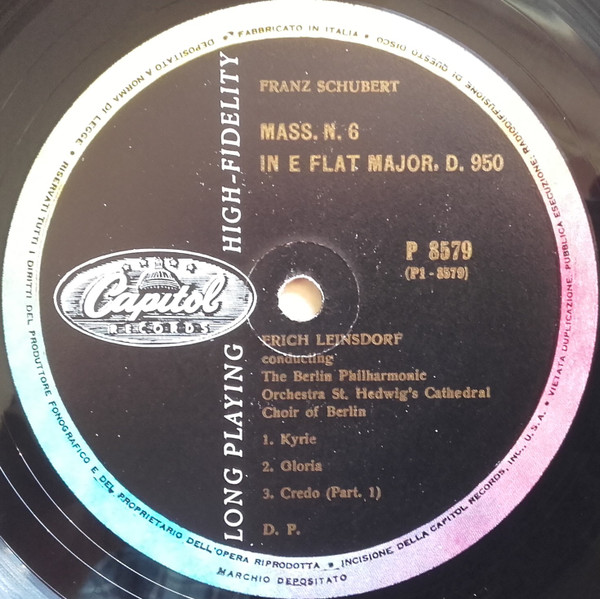 FRANZ SCHUBERT
MASS. N. 6
IN E FLAT MAJOR. D. 950
P 8579
(P1 - 8579)
LONG PLAYING HIGH-FIDELITY
Capitol
RECORDS
ERICH LEINSDORF
conducting
The Berlin Philharmonic
Orchestra St. Hedwig's Cathedral
Choir of Berlin
1. Kyrie
2. Gloria
3. Credo (Part. 1)
D. P.
• FABBRICATO IN ITALIA • VIETATA DUPLICAZIONE. PUBBLICA ESECUZIONE. RADIODIFFUSIONE DI QUESTO DISCO
• INCISIONE DELLA CAPITOL RECORDS, INC., U. S. A. •
MARCHIO DEPOSITATO
• RISERVATI TUTTI I DIRITTI DEL PRODUTTORE FONOGRAFICO E DEL PROPRIETARIO DELL'OPERA RIPRODOTTA •
DEPOSITATO A NORMA DI LEGGE